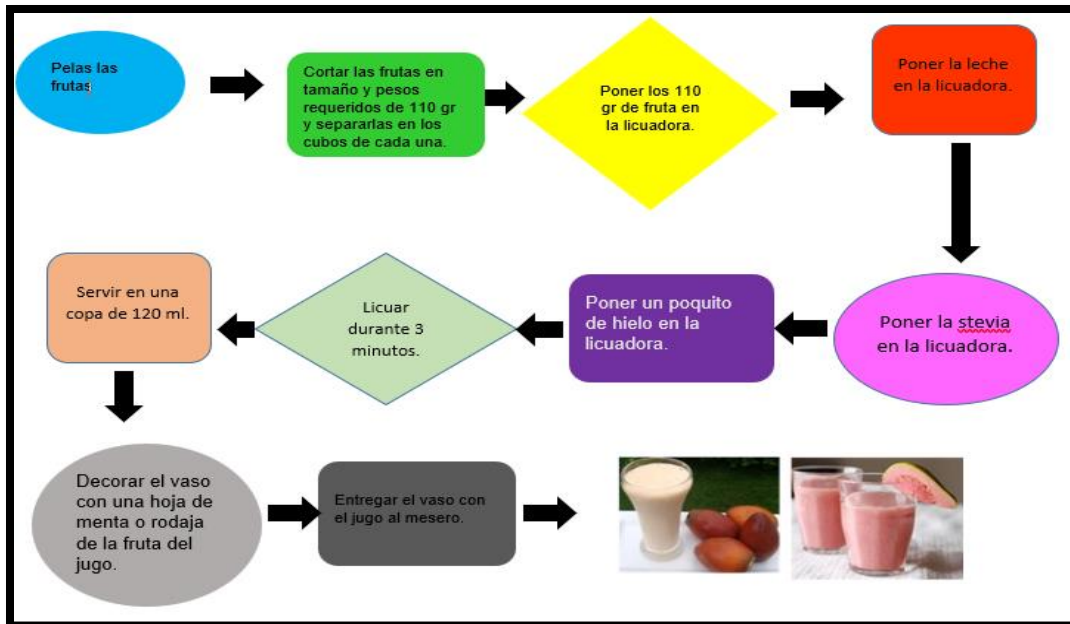 Pelas las
frutas
Cortar las frutas en
tamaño y pesos
requeridos de 110 gr
y separarlas en los
cubos de cada una.
Poner los 110
gr de fruta en
la licuadora.
Poner la leche
en la licuadora.
Poner la stevia
en la licuadora.
Poner un poquito
de hielo en la
licuadora.
Licuar
durante 3
minutos.
Servir en una
copa de 120 ml.
Decorar el vaso
con una hoja de
menta o rodaja
de la fruta del
jugo.
Entregar el vaso con
el jugo al mesero.